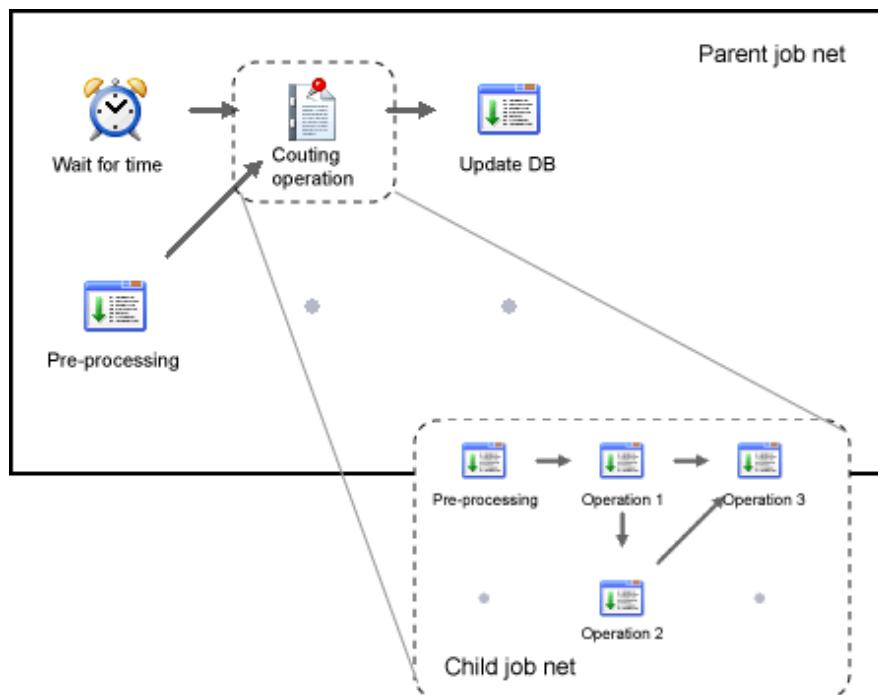 Parent job net
Wait for time
Couting
operation
Update DB
Pre-processing
Pre-processing
Operation 1
Operation 3
Operation 2
Child job net